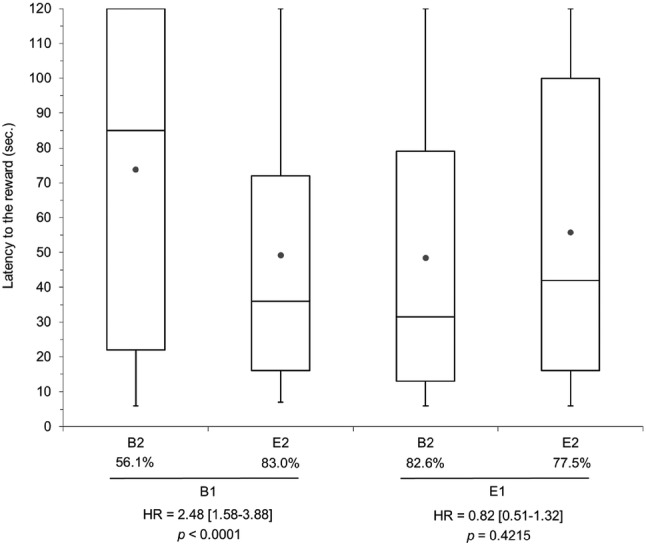 Latency to the reward (sec.)
120
110
100
90
80
70
60
50
40
30
20
10
0
B2 E2 B2 E2
56.1% 83.0% 82.6% 77.5%
B1 E1
HR = 2.48 [1.58-3.88] HR = 0.82 [0.51-1.32]
p < 0.0001 p = 0.4215